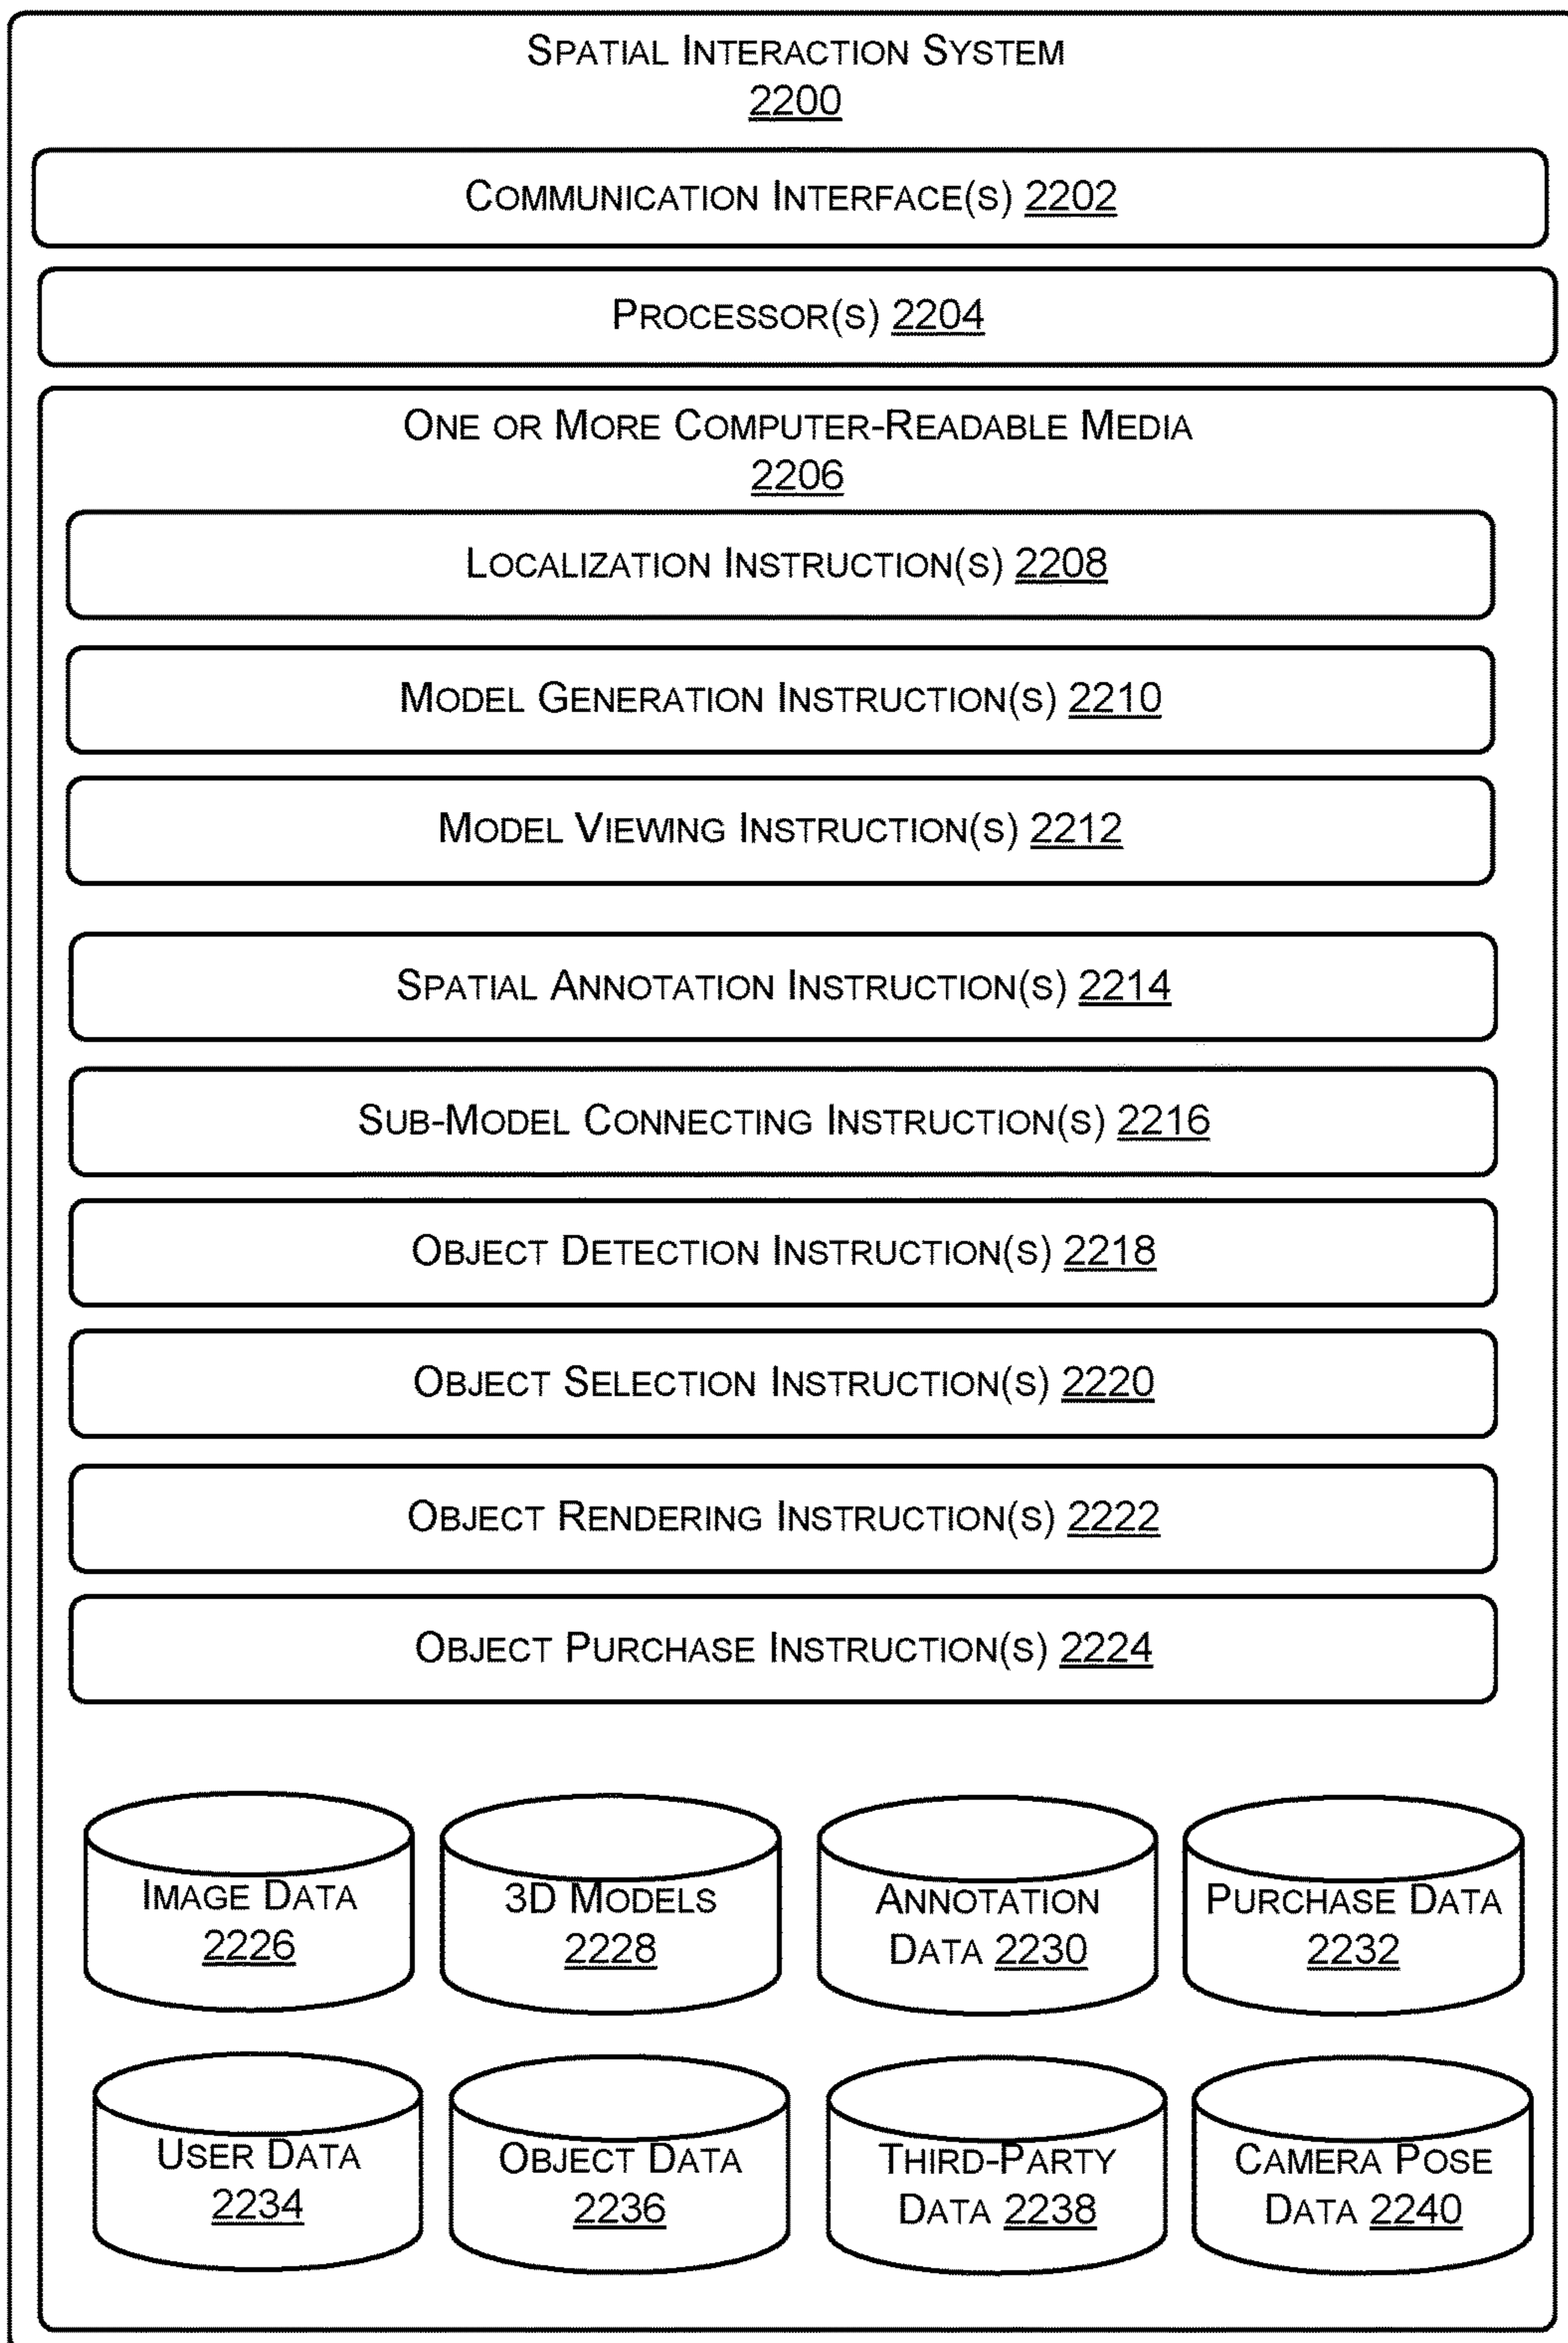 SPATIAL INTERACTION SYSTEM
2200
COMMUNICATION INTERFACE(S) 2202
PROCESSOR(S) 2204
ONE OR MORE COMPUTER-READABLE MEDIA
2206
LOCALIZATION INSTRUCTION(S) 2208
MODEL GENERATION INSTRUCTION(S) 2210
MODEL VIEWING INSTRUCTION(S) 2212
SPATIAL ANNOTATION INSTRUCTION(S) 2214
SUB-MODEL CONNECTING INSTRUCTION(S) 2216
OBJECT DETECTION INSTRUCTION(S) 2218
OBJECT SELECTION INSTRUCTION(S) 2220
OBJECT RENDERING INSTRUCTION(S) 2222
OBJECT PURCHASE INSTRUCTION(S) 2224
IMAGE DATA
2226
3D MODELS
2228
ANNOTATION
DATA 2230
PURCHASE DATA
2232
USER DATA
2234
OBJECT DATA
2236
THIRD-PARTY
DATA 2238
CAMERA POSE
DATA 2240